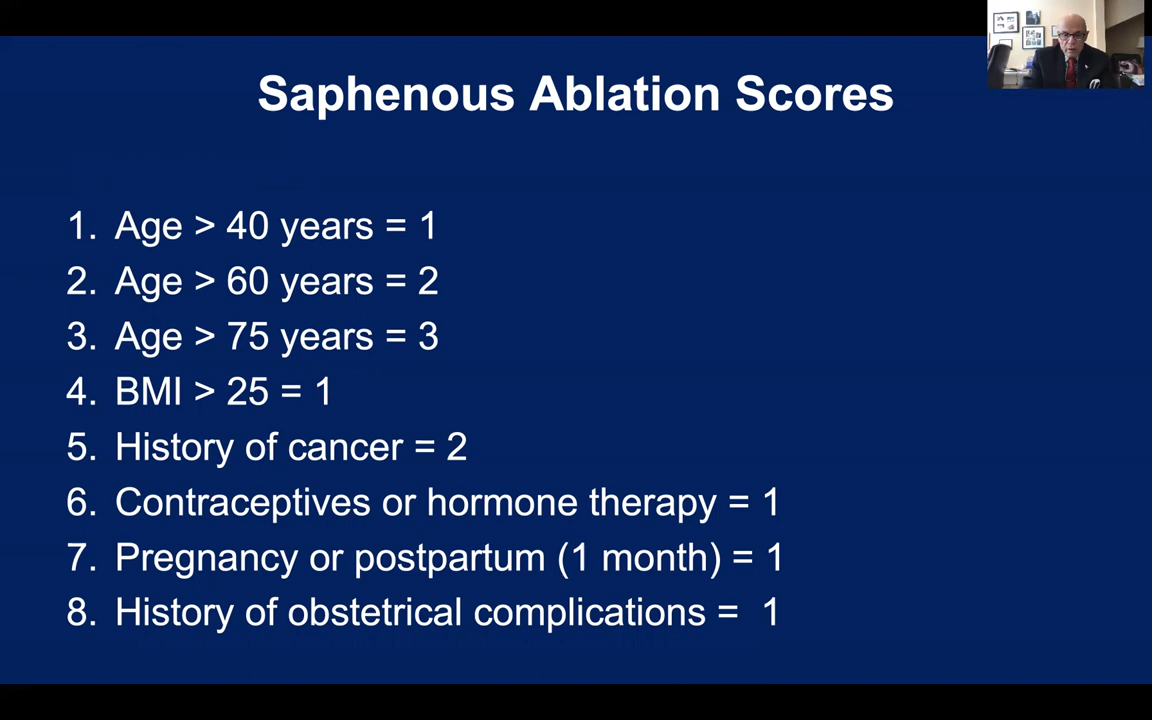 Saphenous Ablation Scores
1. Age > 40 years = 1
2. Age > 60 years = 2
3. Age > 75 years = 3
4. BMI > 25 = 1
5. History of cancer = 2
6. Contraceptives or hormone therapy = 1
7. Pregnancy or postpartum (1 month) = 1
8. History of obstetrical complications =  1